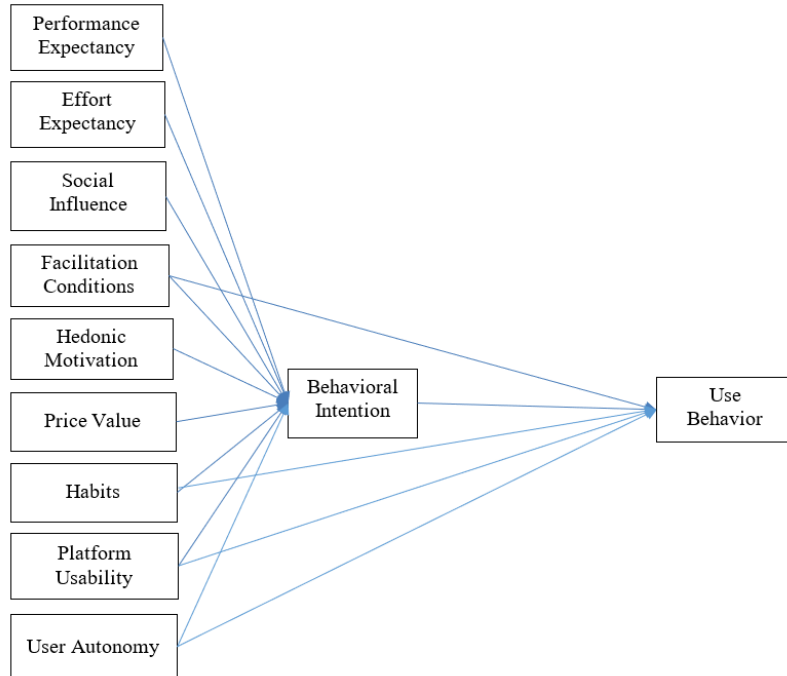 Performance
Expectancy
Effort
Expectancy
Social
Influence
Facilitation
Conditions
Hedonic
Motivation
Behavioral
Intention
Use
Behavior
Price Value
Habits
Platform
Usability
User Autonomy